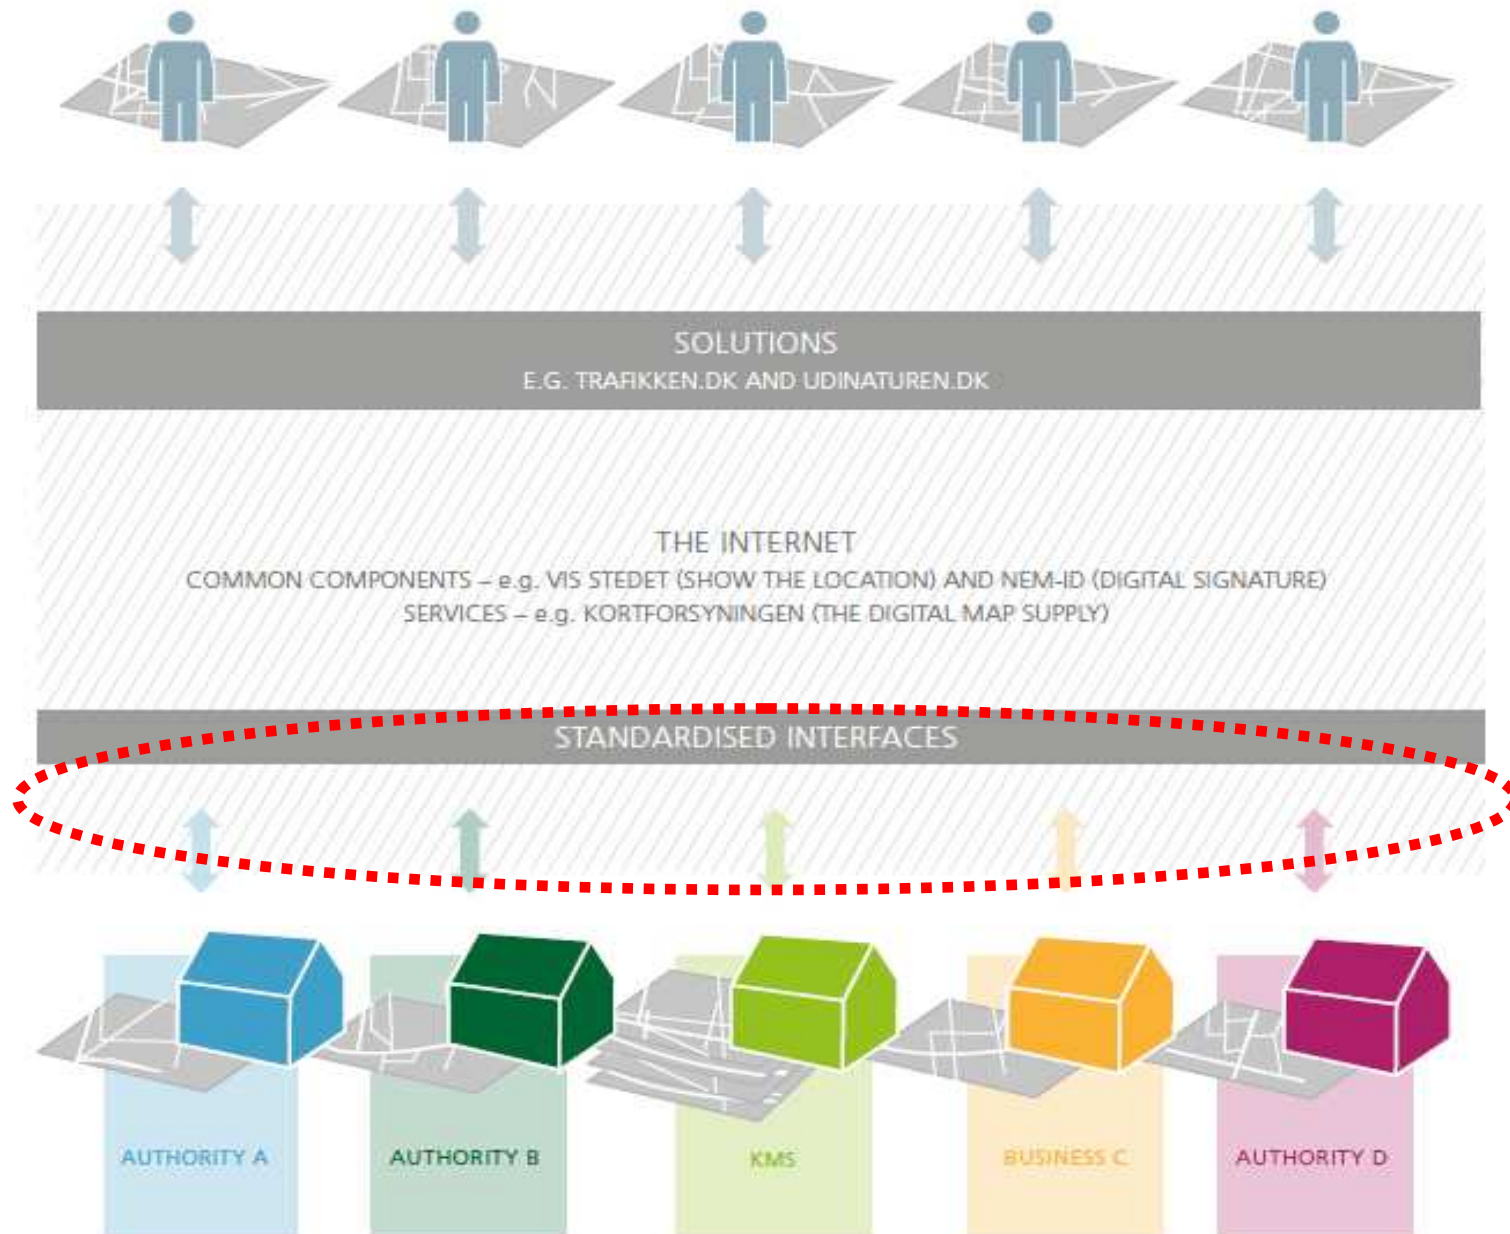 SOLUTIONS
E.G. TRAFIKKEN.DK AND UDINATUREN.DK
THE INTERNET
COMMON COMPONENTS – e.g. VIS STEDET (SHOW THE LOCATION) AND NEM-ID (DIGITAL SIGNATURE)
SERVICES – e.g. KORTFORSYNINGEN (THE DIGITAL MAP SUPPLY)
STANDARDISED INTERFACES
AUTHORITY A
AUTHORITY B
KMS
BUSINESS C
AUTHORITY D